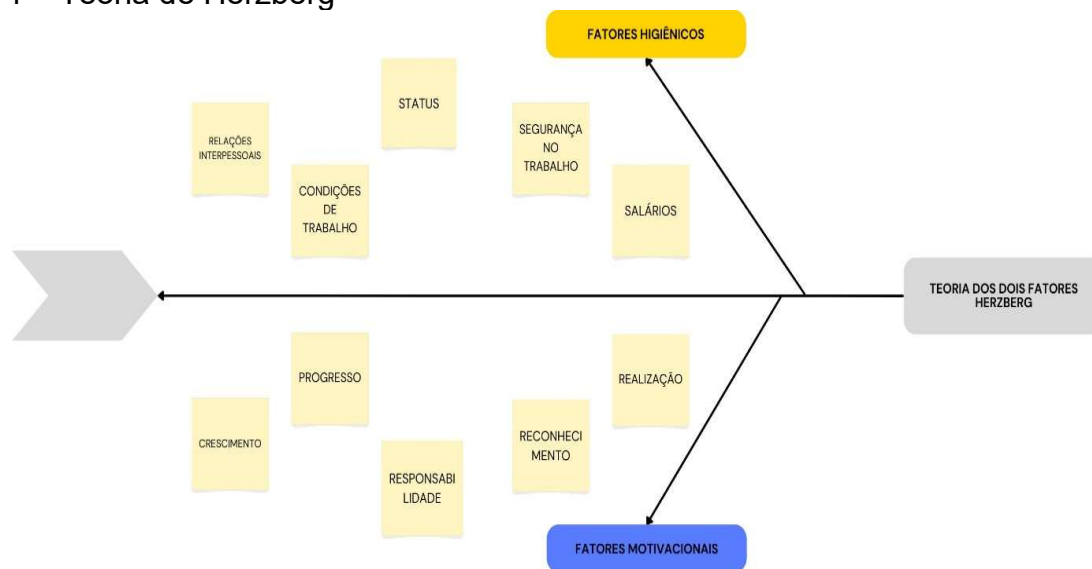 Teoria de Herzberg
FATORES HIGIÊNICOS
STATUS
RELAÇÕES
INTERPESSOAIS
SEGURANÇA
NO
TRABALHO
CONDIÇÕES
DE
TRABALHO
SALÁRIOS
TEORIA DOS DOIS FATORES
HERZBERG
PROGRESSO
REALIZAÇÃO
CRESCIMENTO
RECONHECI
MENTO
RESPONSABI
LIDADE
FATORES MOTIVACIONAIS